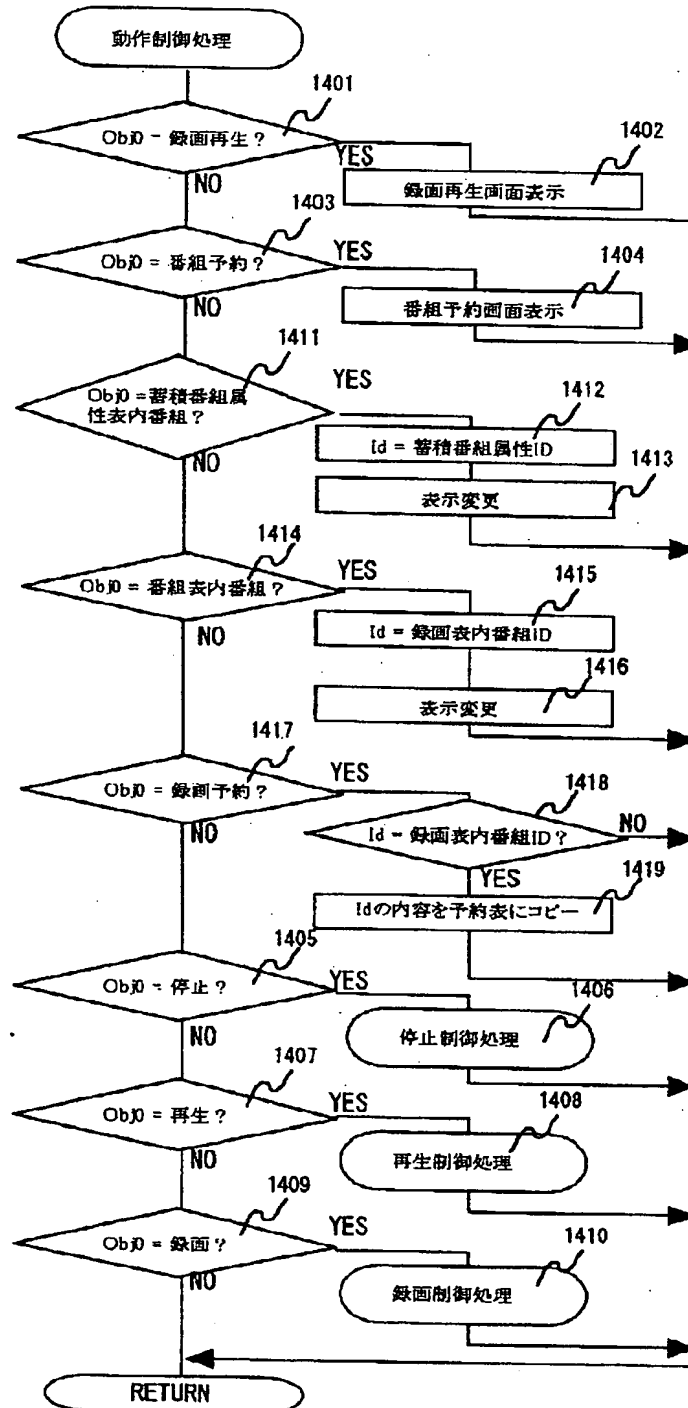 動作制御処理
1401
Obj0 = 録画再生？
YES
1402
録画再生画面表示
NO
1403
Obj0 = 番組予約？
YES
1404
番組予約画面表示
NO
1411
Obj0 =蓄積番組属
性表内番組？
YES
1412
Id = 蓄積番組属性ID
1413
表示変更
NO
1414
Obj0 = 番組表内番組？
YES
1415
Id = 録画表内番組ID
1416
表示変更
NO
1417
Obj0 = 録画予約？
YES
1418
Id = 録画表内番組ID？
NO
NO
YES
1419
Idの内容を予約表にコピー
1405
Obj0 = 停止？
YES
1406
停止制御処理
NO
1407
Obj0 = 再生？
YES
1408
再生制御処理
NO
1409
Obj0 = 録画？
YES
1410
録画制御処理
NO
RETURN